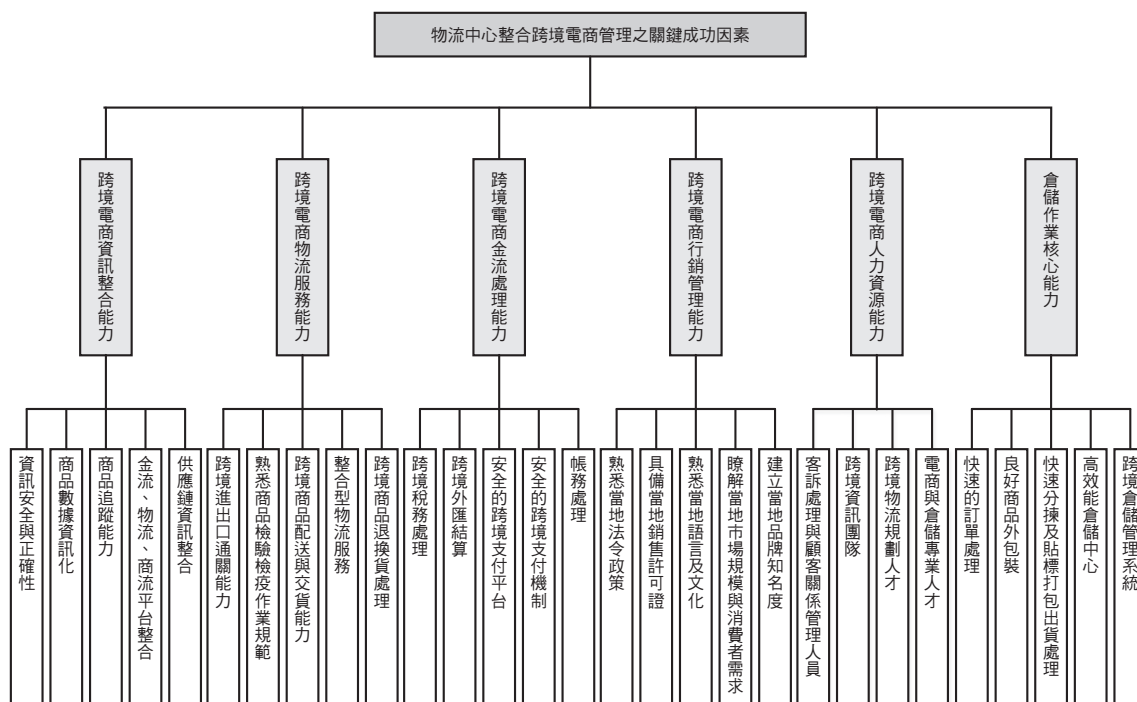 物流中心整合跨境電商管理之關鍵成功因素
跨境電商資訊整合能力
跨境電商物流服務能力
跨境電商金流處理能力
跨境電商行銷管理能力
跨境電商人力資源能力
倉儲作業核心能力
資訊安全與正確性
商品數據資訊化
商品追蹤能力
金流、物流、商流平台整合
供應鏈資訊整合
跨境進出口通關能力
熟悉商品檢驗檢疫作業規範
跨境商品配送與交貨能力
整合型物流服務
跨境商品退換貨處理
跨境稅務處理
跨境外匯結算
安全的跨境支付平台
安全的跨境支付機制
帳務處理
熟悉當地法令政策
具備當地銷售許可證
熟悉當地語言及文化
瞭解當地市場規模與消費者需求
建立當地品牌知名度
客訴處理與顧客關係管理人員
跨境資訊團隊
跨境物流規劃人才
電商與倉儲專業人才
快速的訂單處理
良好商品外包裝
快速分揀及貼標打包出貨處理
高效能倉儲中心
跨境倉儲管理系統